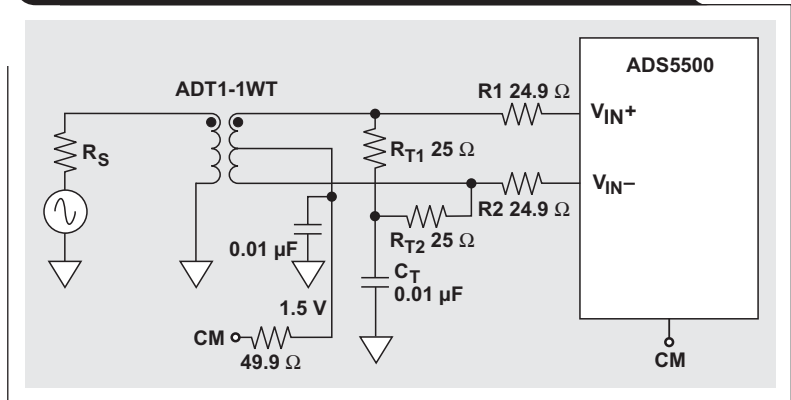 ADS5500
ADT1-1WT
R1 24.9 Ω
VIN+
RS
RT1 25 Ω
VIN–
R2 24.9 Ω
RT2 25 Ω
0.01 µF
CT
0.01 µF
1.5 V
CM
49.9 Ω
CM